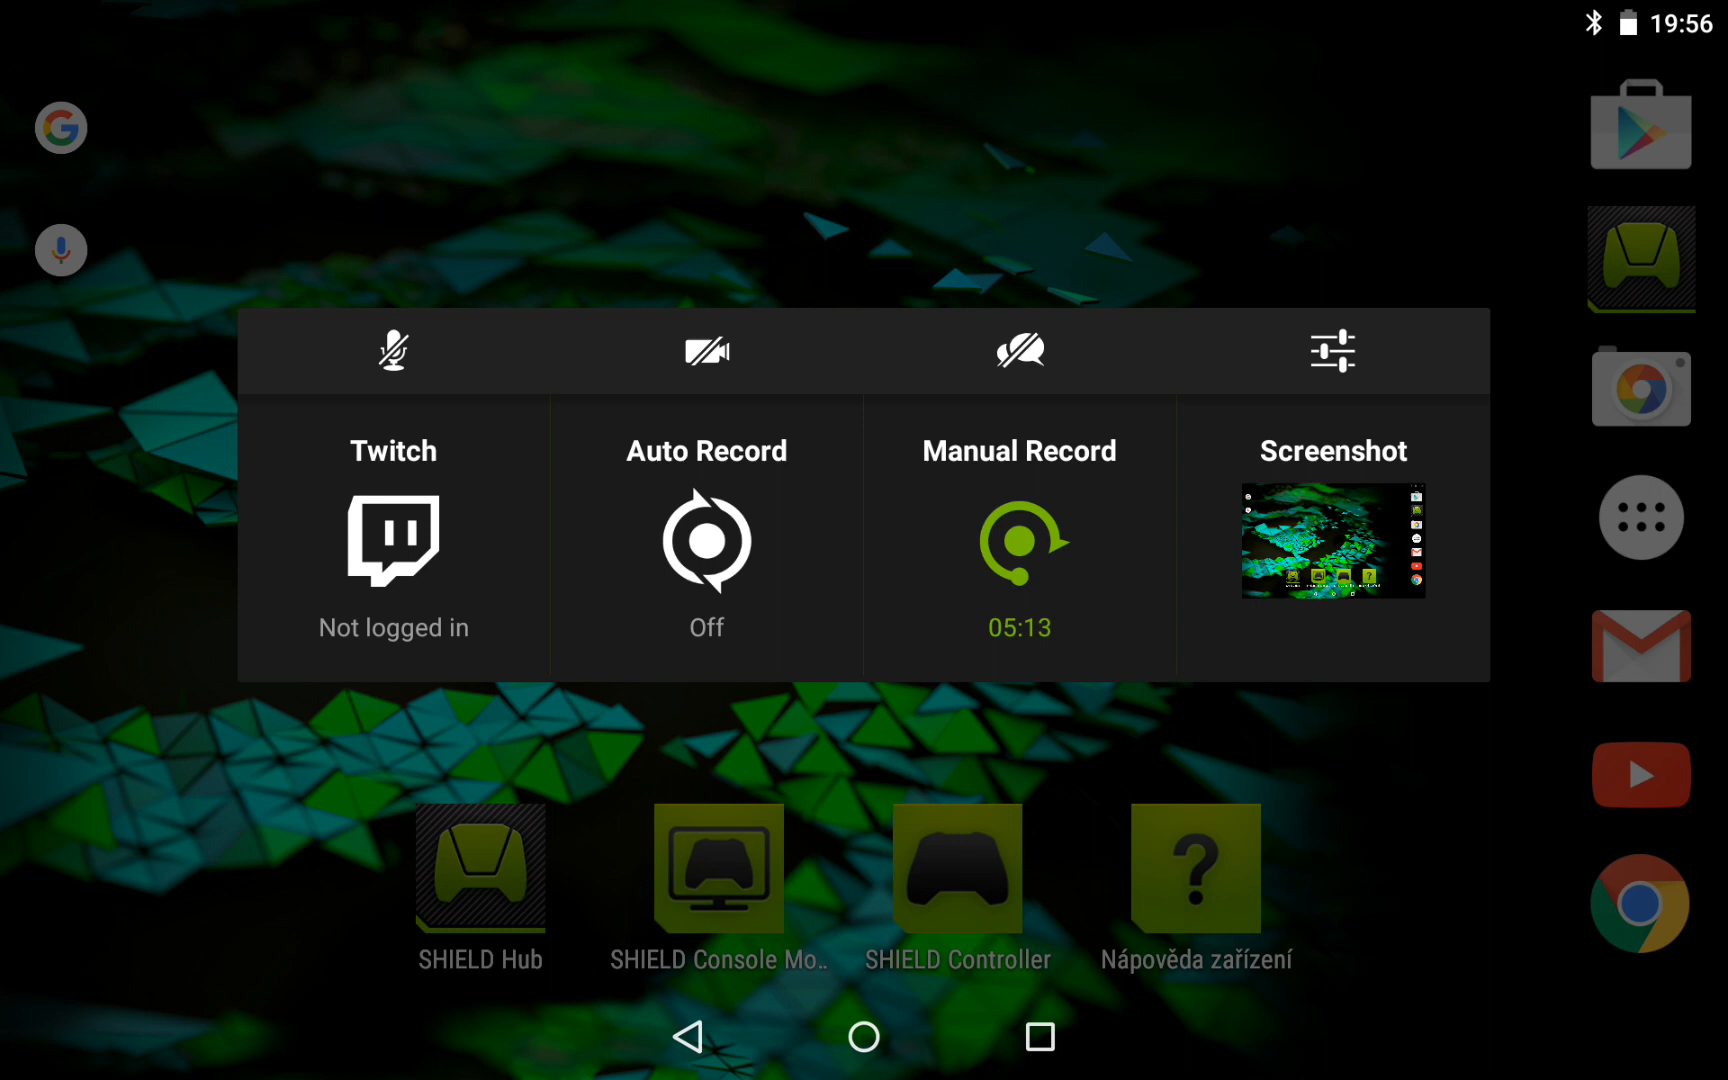 19:56
Twitch
Auto Record
Manual Record
Screenshot
Not logged in
Off
05:13
SHIELD Hub
SHIELD Console Mo..
SHIELD Controller
Nápověda zařízení